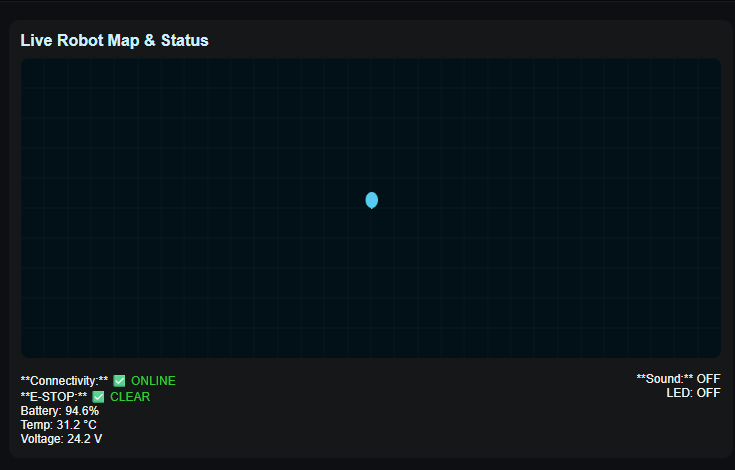 Live Robot Map & Status
**Connectivity:** ✅ ONLINE
**E-STOP:** ✅ CLEAR
Battery: 94.6%
Temp: 31.2 °C
Voltage: 24.2 V
**Sound:** OFF
LED: OFF